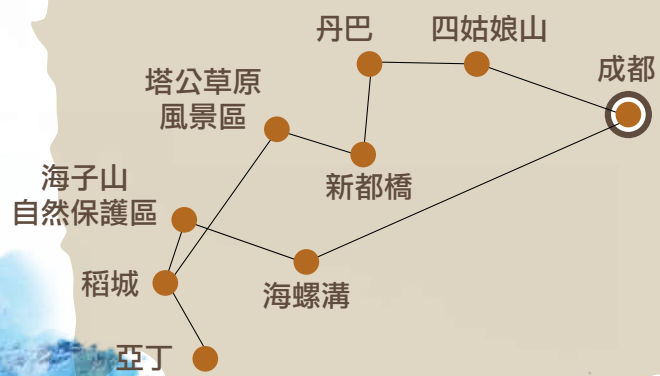 丹巴
四姑娘山
成都
塔公草原
風景區
新都橋
海子山
自然保護區
稻城
海螺溝
亞丁